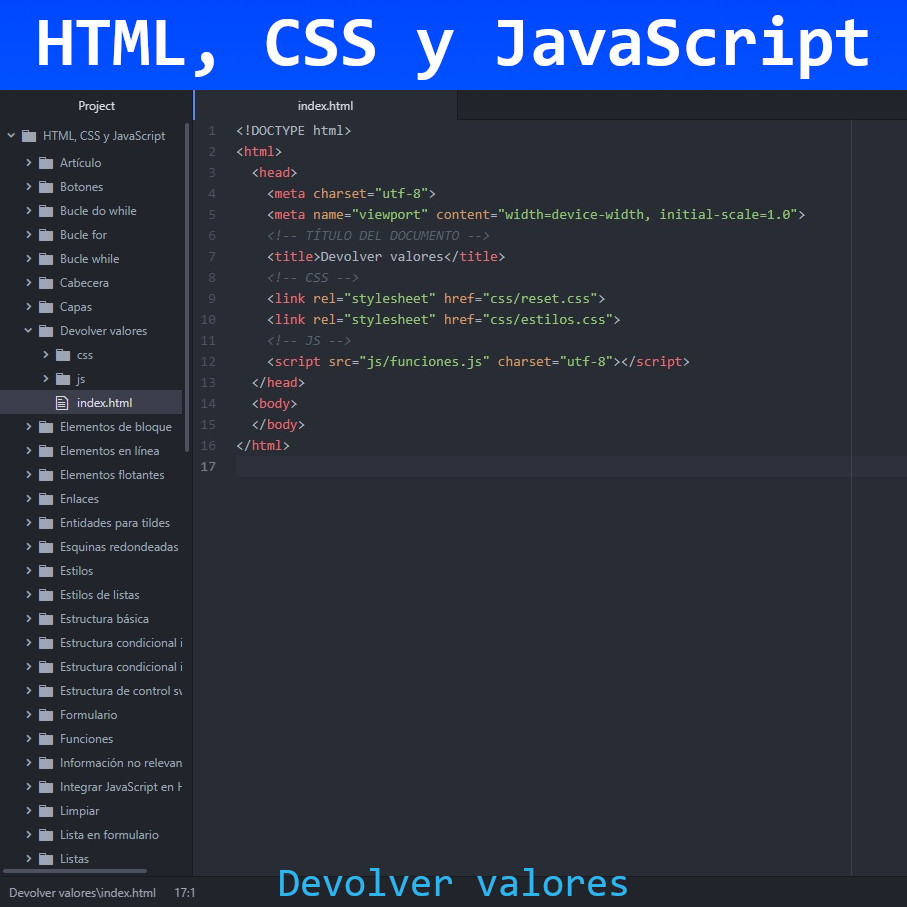 HTML, CSS y JavaScript
Project
HTML, CSS y JavaScript
Artículo
Botones
Bucle do while
Bucle for
Bucle while
Cabecera
Capas
Devolver valores
css
js
index.html
Elementos de bloque
Elementos en línea
Elementos flotantes
Enlaces
Entidades para tildes
Esquinas redondeadas
Estilos
Estilos de listas
Estructura básica
Estructura condicional i
Estructura condicional i
Estructura de control sw
Formulario
Funciones
Información no relevan
Integrar JavaScript en H
Limpiar
Lista en formulario
Listas
index.html
1 <!DOCTYPE html>
2 <html>
3 <head>
4 <meta charset="utf-8">
5 <meta name="viewport" content="width=device-width, initial-scale=1.0">
6 <!-- TÍTULO DEL DOCUMENTO -->
7 <title>Devolver valores</title>
8 <!-- CSS -->
9 <link rel="stylesheet" href="css/reset.css">
10 <link rel="stylesheet" href="css/estilos.css">
11 <!-- JS -->
12 <script src="js/funciones.js" charset="utf-8"></script>
13 </head>
14 <body>
15 </body>
16 </html>
17
Devolver valores\index.html 17:1
Devolver valores